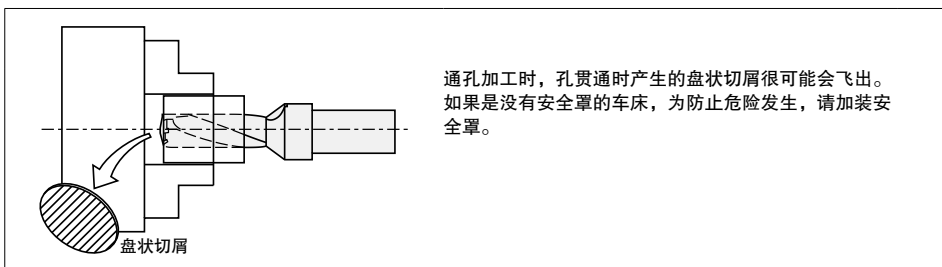 通孔加工时，孔贯通时产生的盘状切屑很可能会飞出。
如果是没有安全罩的车床，为防止危险发生，请加装安
全罩。
盘状切屑